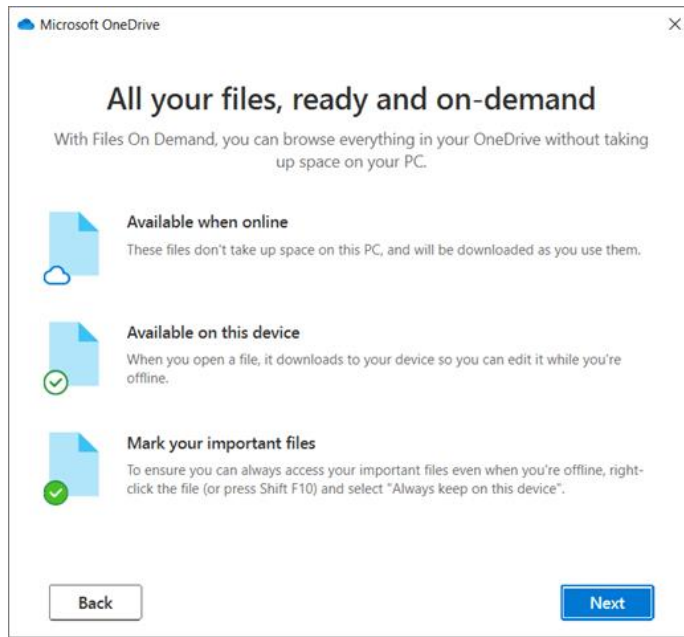 Microsoft OneDrive
All your files, ready and on-demand
With Files On Demand, you can browse everything in your OneDrive without taking
up space on your PC.
Available when online
These files don't take up space on this PC, and will be downloaded as you use them.
Available on this device
When you open a file, it downloads to your device so you can edit it while you're
offline.
Mark your important files
To ensure you can always access your important files even when you're offline, right-
click the file (or press Shift F10) and select "Always keep on this device".
Back
Next